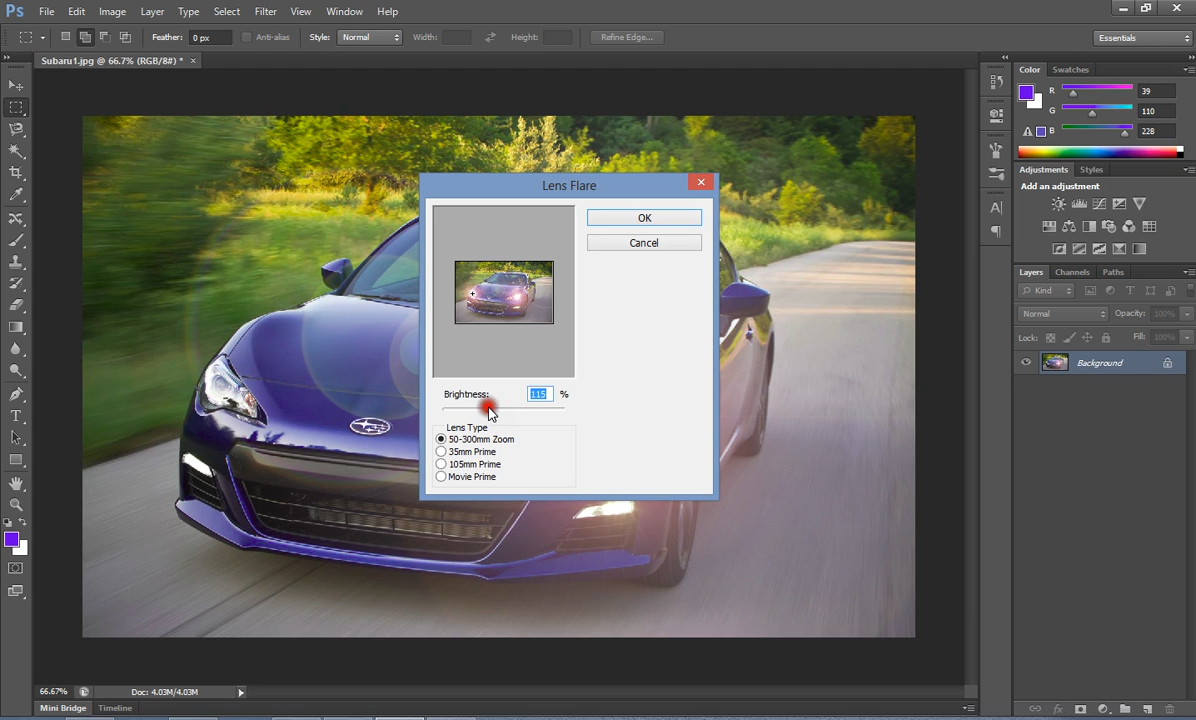 Ps File Edit Image Layer Type Select Filter View Window Help
Feather: 0 px Anti-alias Style: Normal Width: Height: Refine Edge... Essentials
Subaru1.jpg @ 66.7% (RGB/8#) * ×
Color Swatches
R 39
G 110
B 228
Adjustments Styles
Add an adjustment
Layers Channels Paths
Kind
Normal Opacity: 100%
Lock: Fill: 100%
Background
Lens Flare
OK
Cancel
Brightness: 115 %
Lens Type
50-300mm Zoom
35mm Prime
105mm Prime
Movie Prime
66.67% Doc: 4.03M/4.03M
Mini Bridge Timeline